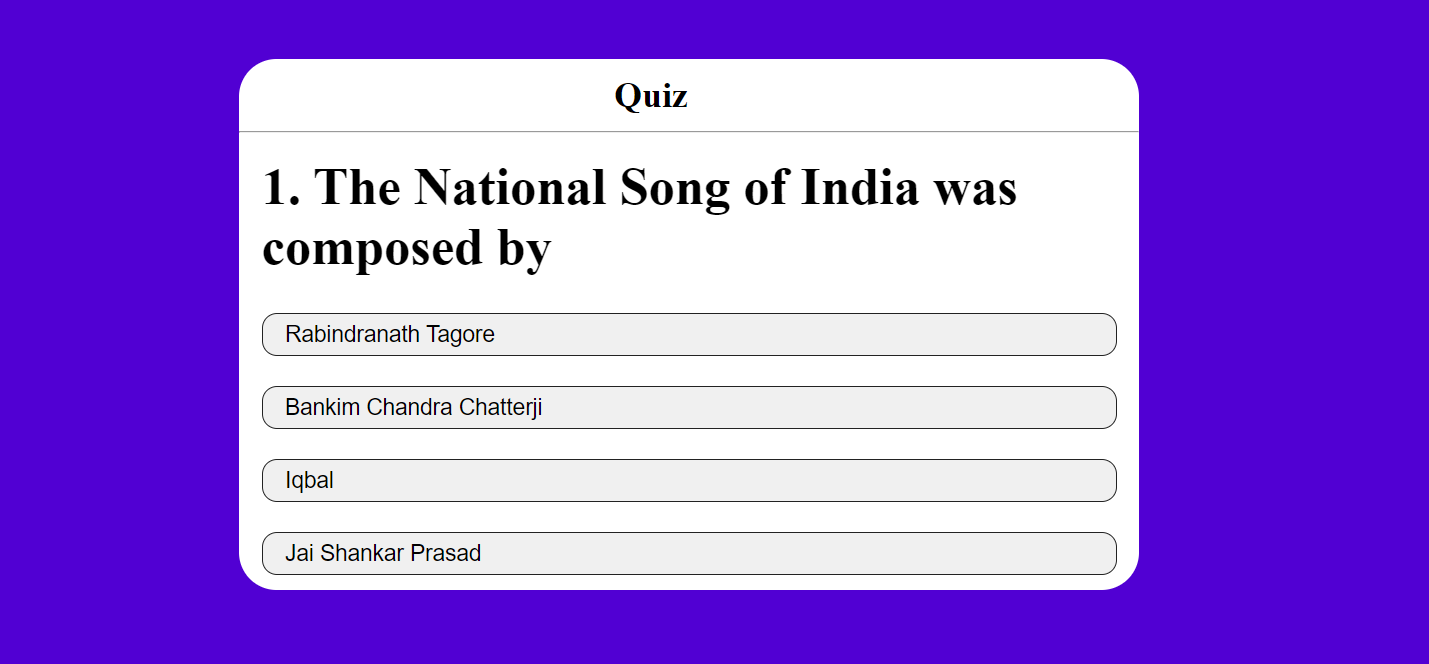 Quiz
1. The National Song of India was
composed by
Rabindranath Tagore
Bankim Chandra Chatterji
Iqbal
Jai Shankar Prasad